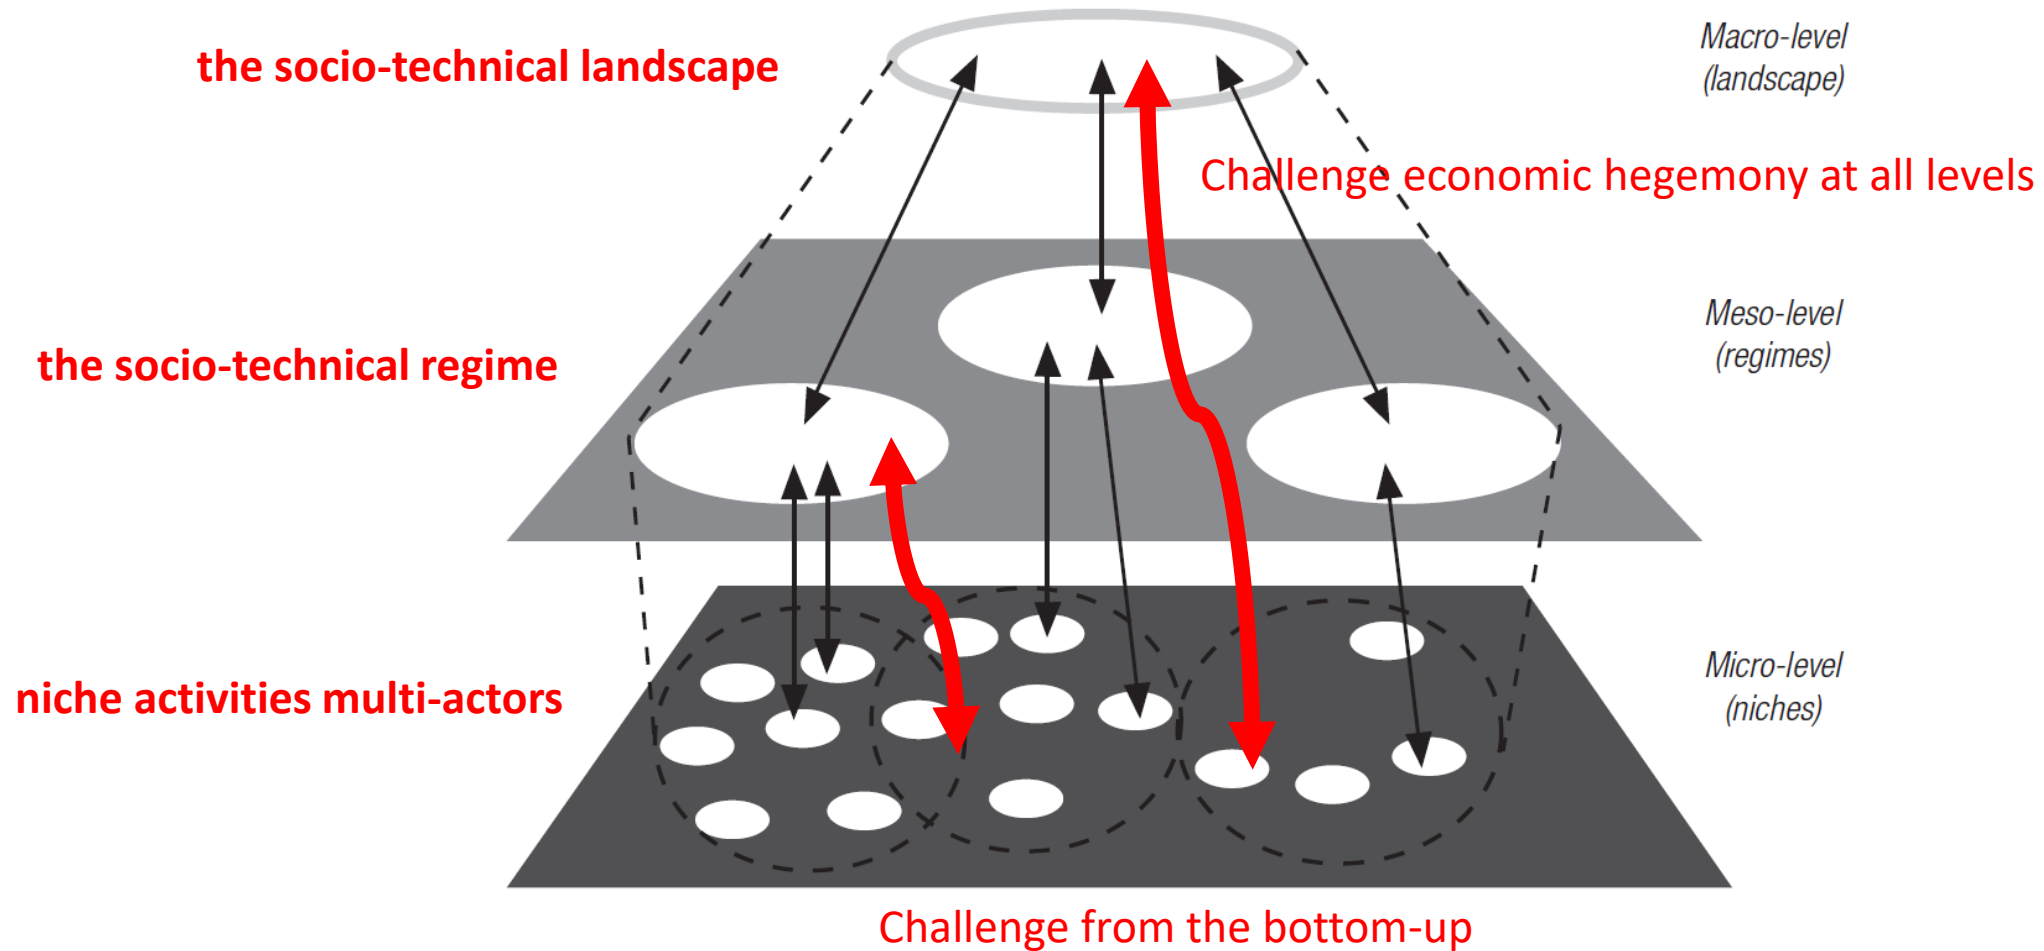 the socio-technical landscape
Macro-level
(landscape)
Challenge economic hegemony at all levels
the socio-technical regime
Meso-level
(regimes)
niche activities multi-actors
Micro-level
(niches)
Challenge from the bottom-up